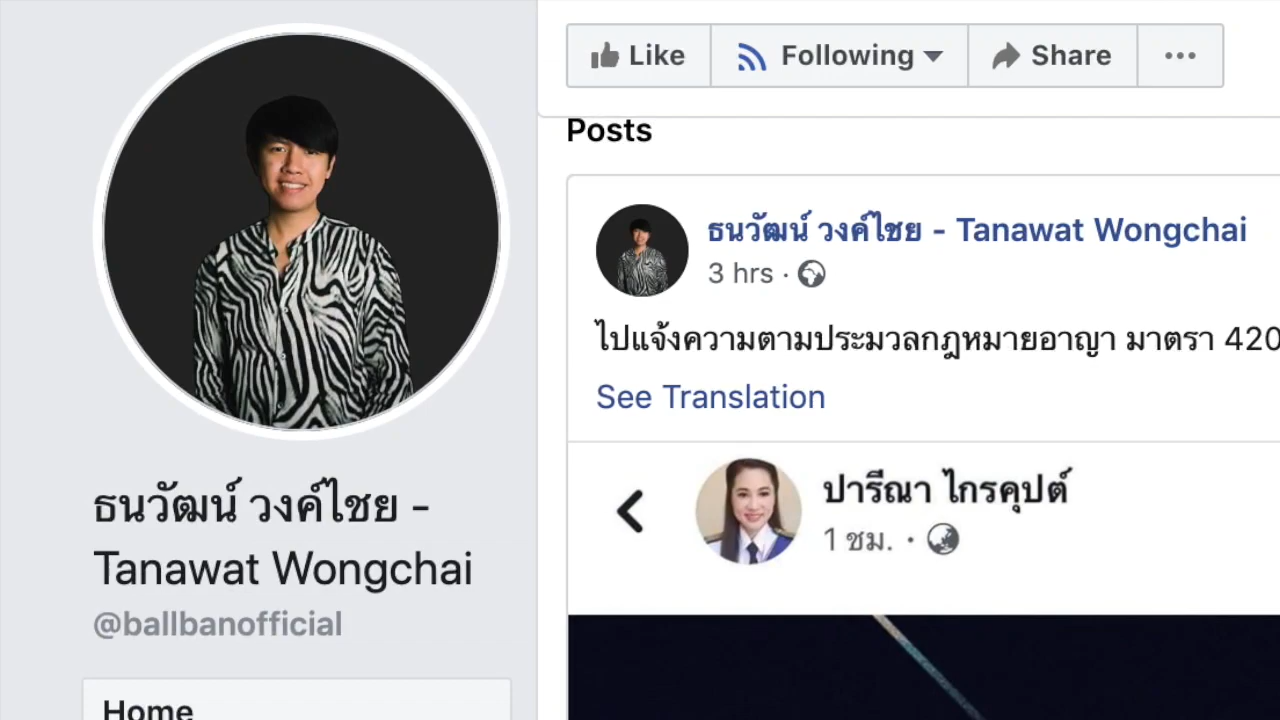 Like
Following
Share
Posts
ธนวัฒน์ วงค์ไชย - Tanawat Wongchai
3 hrs ·
ไปแจ้งความตามประมวลกฎหมายอาญา มาตรา 420
See Translation
ปารีณา ไกรคุปต์
1 ชม. ·
ธนวัฒน์ วงค์ไชย -
Tanawat Wongchai
@ballbanofficial
Home